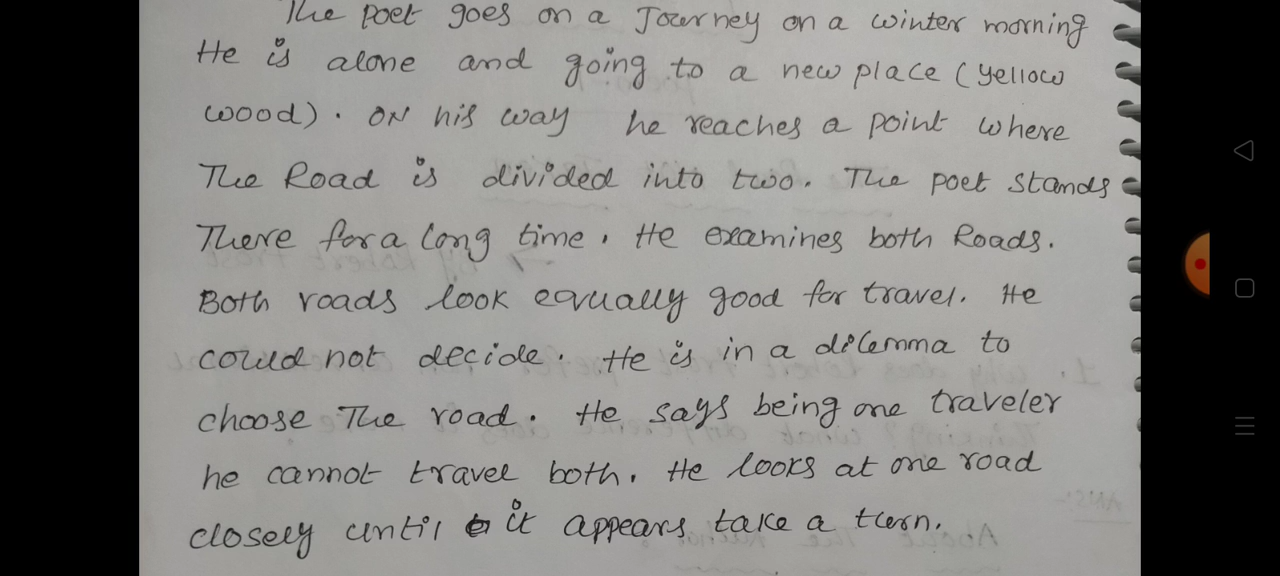 The poet goes on a Journey on a winter morning
He is alone and going to a new place (yellow
wood). ON his way he reaches a point where
The Road is divided into two. The poet stands
There for a long time. He examines both Roads.
Both roads look equally good for travel. He
could not decide. He is in a dilemma to
choose The road. He says being one traveler
he cannot travel both. He looks at one road
closely until it appears take a turn.